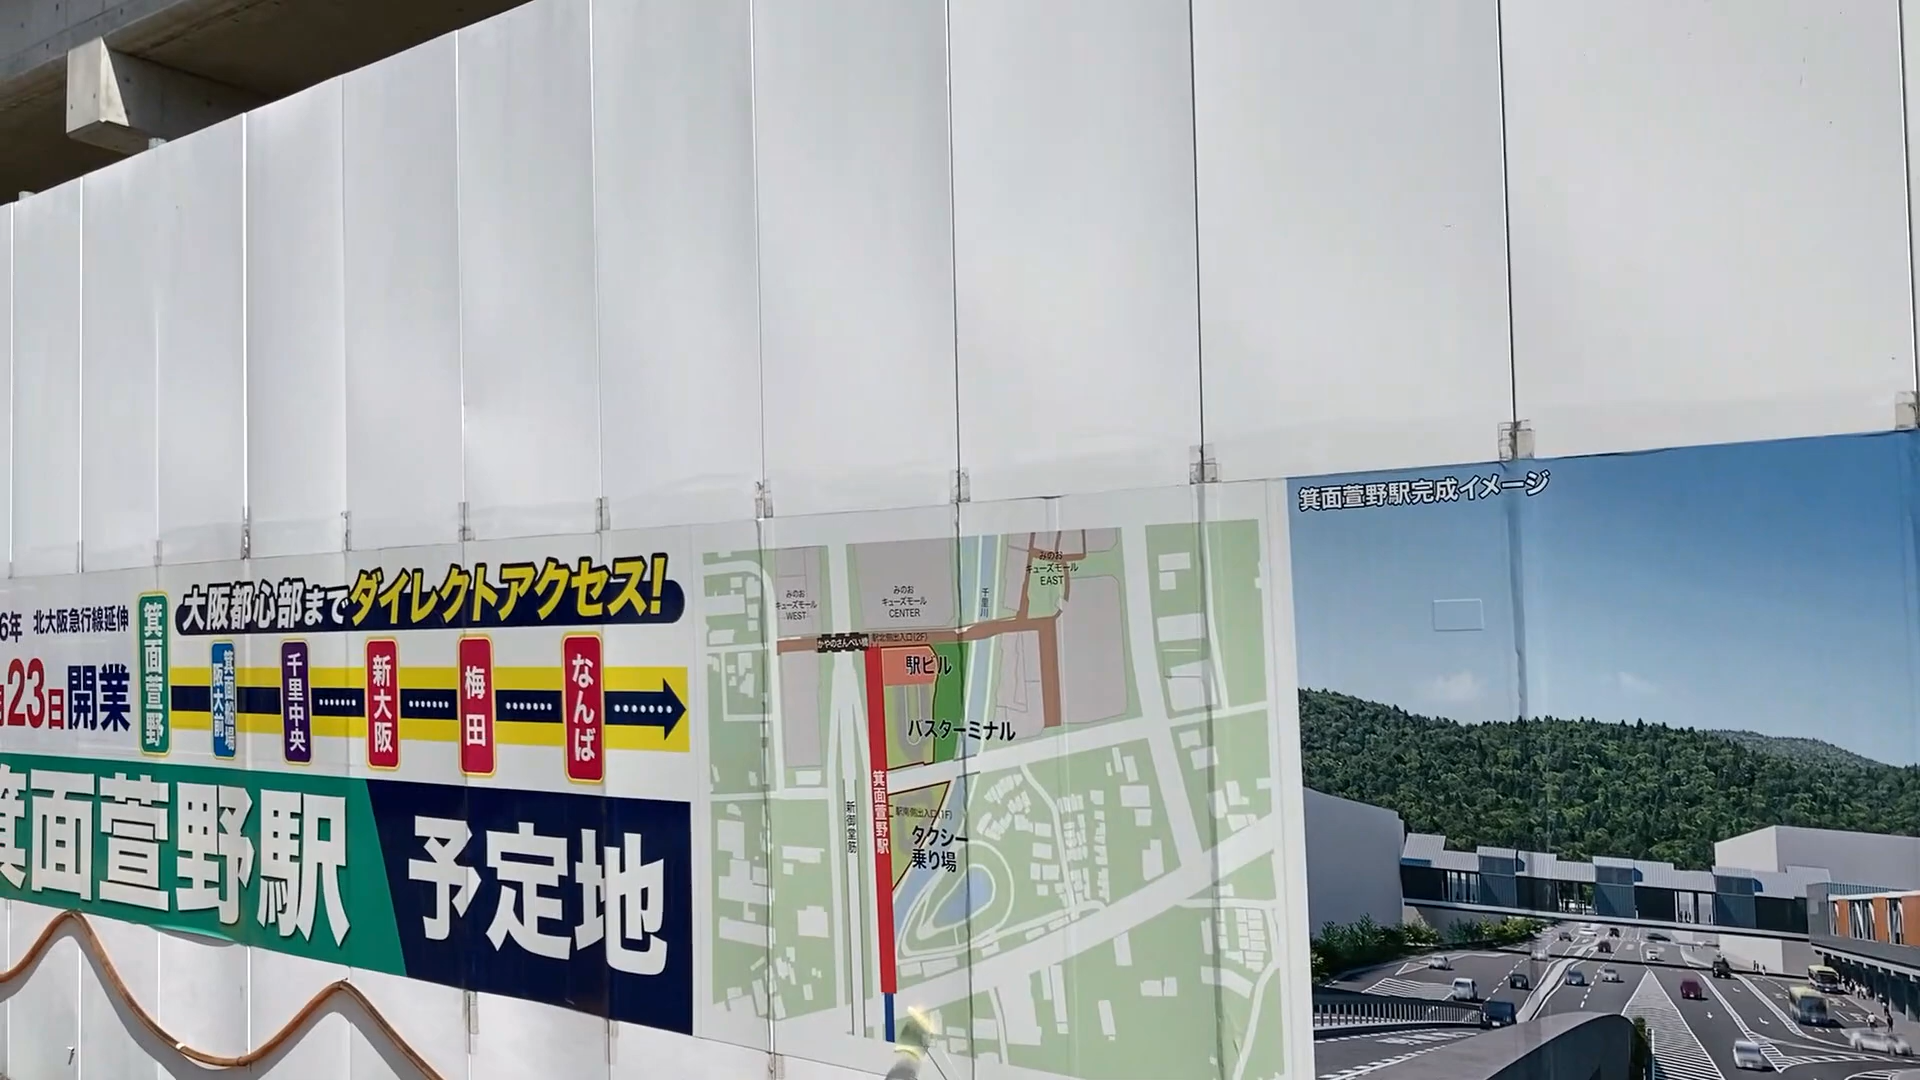 6年 北大阪急行線延伸
23日開業
大阪都心部までダイレクトアクセス!
箕面萱野
箕面船場阪大前
千里中央
新大阪
梅田
なんば
箕面萱野駅
予定地
みのお
キューズモール
WEST
みのお
キューズモール
CENTER
みのお
キューズモール
EAST
千里川
かやのさんぺい橋
駅北側出入口(2F)
駅ビル
バスターミナル
箕面萱野駅
新御堂筋
駅南側出入口(1F)
タクシー
乗り場
箕面萱野駅完成イメージ